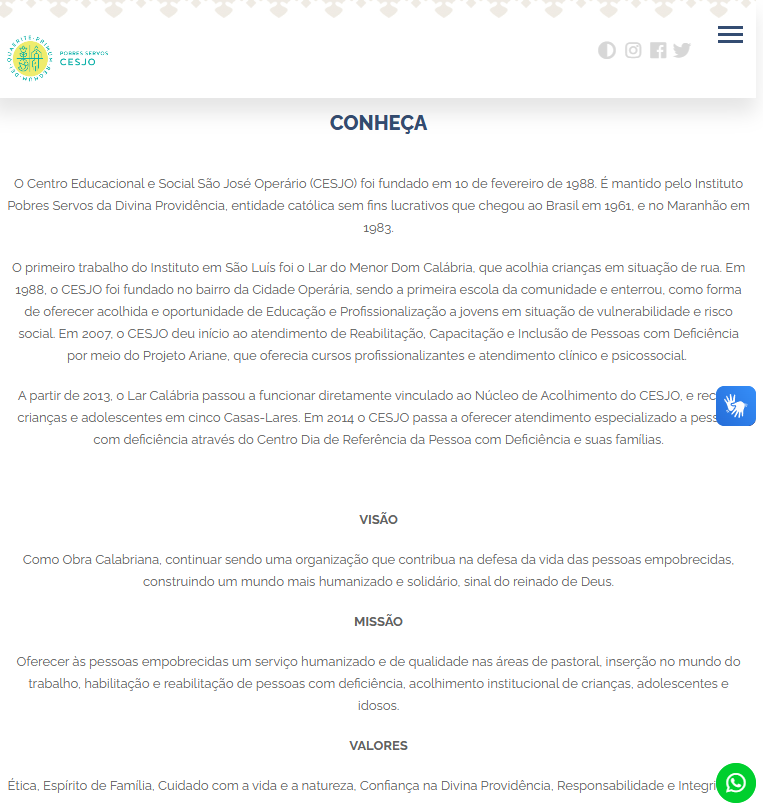 POBRES SERVOS
CESJO
CONHEÇA
O Centro Educacional e Social São José Operário (CESJO) foi fundado em 10 de fevereiro de 1988. É mantido pelo Instituto
Pobres Servos da Divina Providência, entidade católica sem fins lucrativos que chegou ao Brasil em 1961, e no Maranhão em
1983.
O primeiro trabalho do Instituto em São Luís foi o Lar do Menor Dom Calábria, que acolhia crianças em situação de rua. Em
1988, o CESJO foi fundado no bairro da Cidade Operária, sendo a primeira escola da comunidade e enterrou, como forma
de oferecer acolhida e oportunidade de Educação e Profissionalização a jovens em situação de vulnerabilidade e risco
social. Em 2007, o CESJO deu início ao atendimento de Reabilitação, Capacitação e Inclusão de Pessoas com Deficiência
por meio do Projeto Ariane, que oferecia cursos profissionalizantes e atendimento clínico e psicossocial.
A partir de 2013, o Lar Calábria passou a funcionar diretamente vinculado ao Núcleo de Acolhimento do CESJO, e
crianças e adolescentes em cinco Casas-Lares. Em 2014 o CESJO passa a oferecer atendimento especializado a
com deficiência através do Centro Dia de Referência da Pessoa com Deficiência e suas famílias.
VISÃO
Como Obra Calabriana, continuar sendo uma organização que contribua na defesa da vida das pessoas empobrecidas,
construindo um mundo mais humanizado e solidário, sinal do reinado de Deus.
MISSÃO
Oferecer às pessoas empobrecidas um serviço humanizado e de qualidade nas áreas de pastoral, inserção no mundo do
trabalho, habilitação e reabilitação de pessoas com deficiência, acolhimento institucional de crianças, adolescentes e
idosos.
VALORES
Ética, Espírito de Família, Cuidado com a vida e a natureza, Confiança na Divina Providência, Responsabilidade e